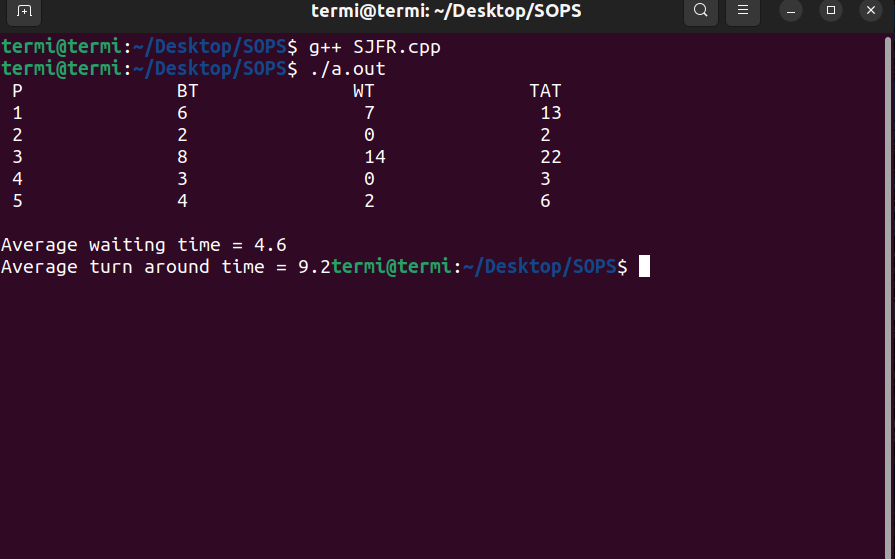 termi@termi: ~/Desktop/SOPS
termi@termi:~/Desktop/SOPS$ g++ SJFR.cpp
termi@termi:~/Desktop/SOPS$ ./a.out
P BT WT TAT
1 6 7 13
2 2 0 2
3 8 14 22
4 3 0 3
5 4 2 6
Average waiting time = 4.6
Average turn around time = 9.2termi@termi:~/Desktop/SOPS$